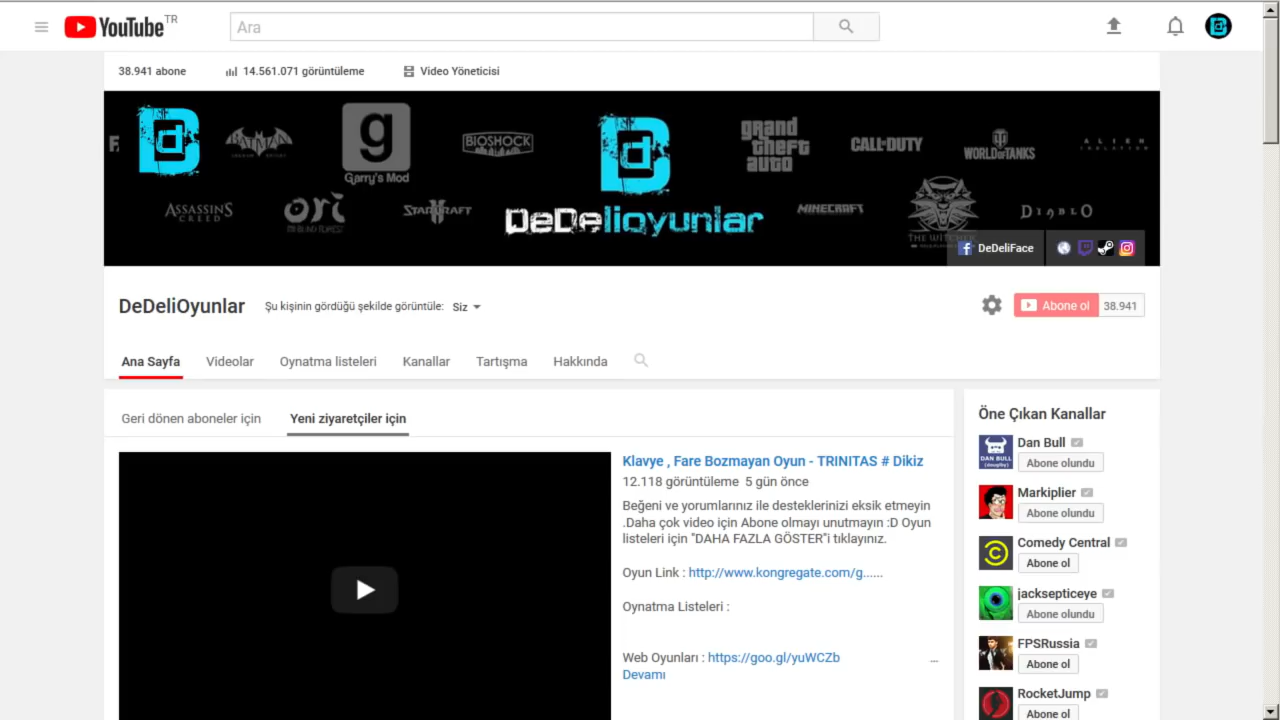 YouTube TR
Ara
38.941 abone
14.561.071 görüntüleme
Video Yöneticisi
BIOSHOCK
grand
theft
auto
CALL·DUTY
WORLD OF TANKS
ALIEN
Garry's Mod
ASSASSINS
CREED
ori
STARCRAFT
DeDelioyunlar
MINECRAFT
DIABLO
THE WITCHER
DeDeliFace
DeDeliOyunlar
Şu kişinin gördüğü şekilde görüntüle: Siz
Abone ol 38.941
Ana Sayfa
Videolar
Oynatma listeleri
Kanallar
Tartışma
Hakkında
Geri dönen aboneler için
Yeni ziyaretçiler için
Klavye , Fare Bozmayan Oyun - TRINITAS # Dikiz
12.118 görüntüleme 5 gün önce
Beğeni ve yorumlarınız ile desteklerinizi eksik etmeyin
.Daha çok video için Abone olmayı unutmayın :D Oyun
listeleri için "DAHA FAZLA GÖSTER"i tıklayınız.
Oyun Link : http://www.kongregate.com/g......
Oynatma Listeleri :
Web Oyunları : https://goo.gl/yuWCZb ...
Devamı
Öne Çıkan Kanallar
DAN BULL
Dan Bull
Abone olundu
Markiplier
Abone olundu
Comedy Central
Abone ol
jacksepticeye
Abone olundu
FPSRussia
Abone ol
RocketJump
Abone ol